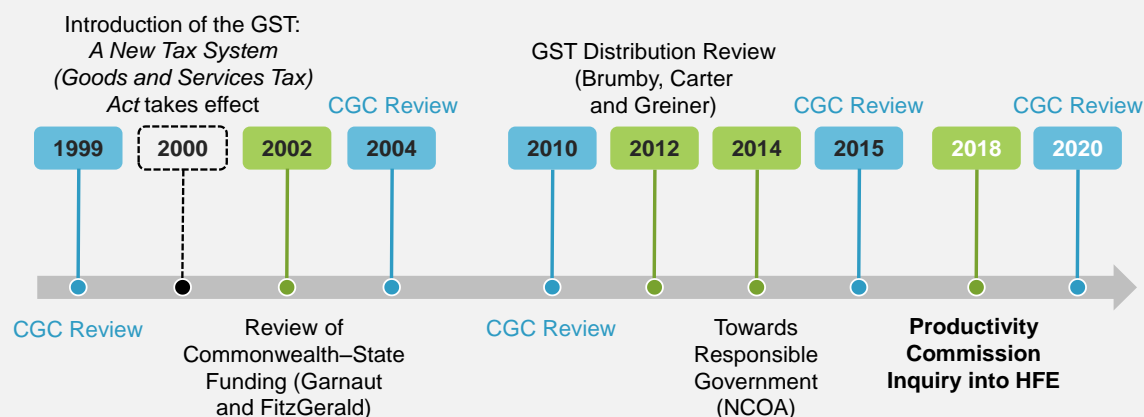 Introduction of the GST:
A New Tax System
(Goods and Services Tax)
Act takes effect
CGC Review
GST Distribution Review
(Brumby, Carter
and Greiner)
CGC Review
CGC Review
1999
2000
2002
2004
2010
2012
2014
2015
2018
2020
CGC Review
Review of
Commonwealth–State
Funding (Garnaut
and FitzGerald)
CGC Review
Towards
Responsible
Government
(NCOA)
Productivity
Commission
Inquiry into HFE